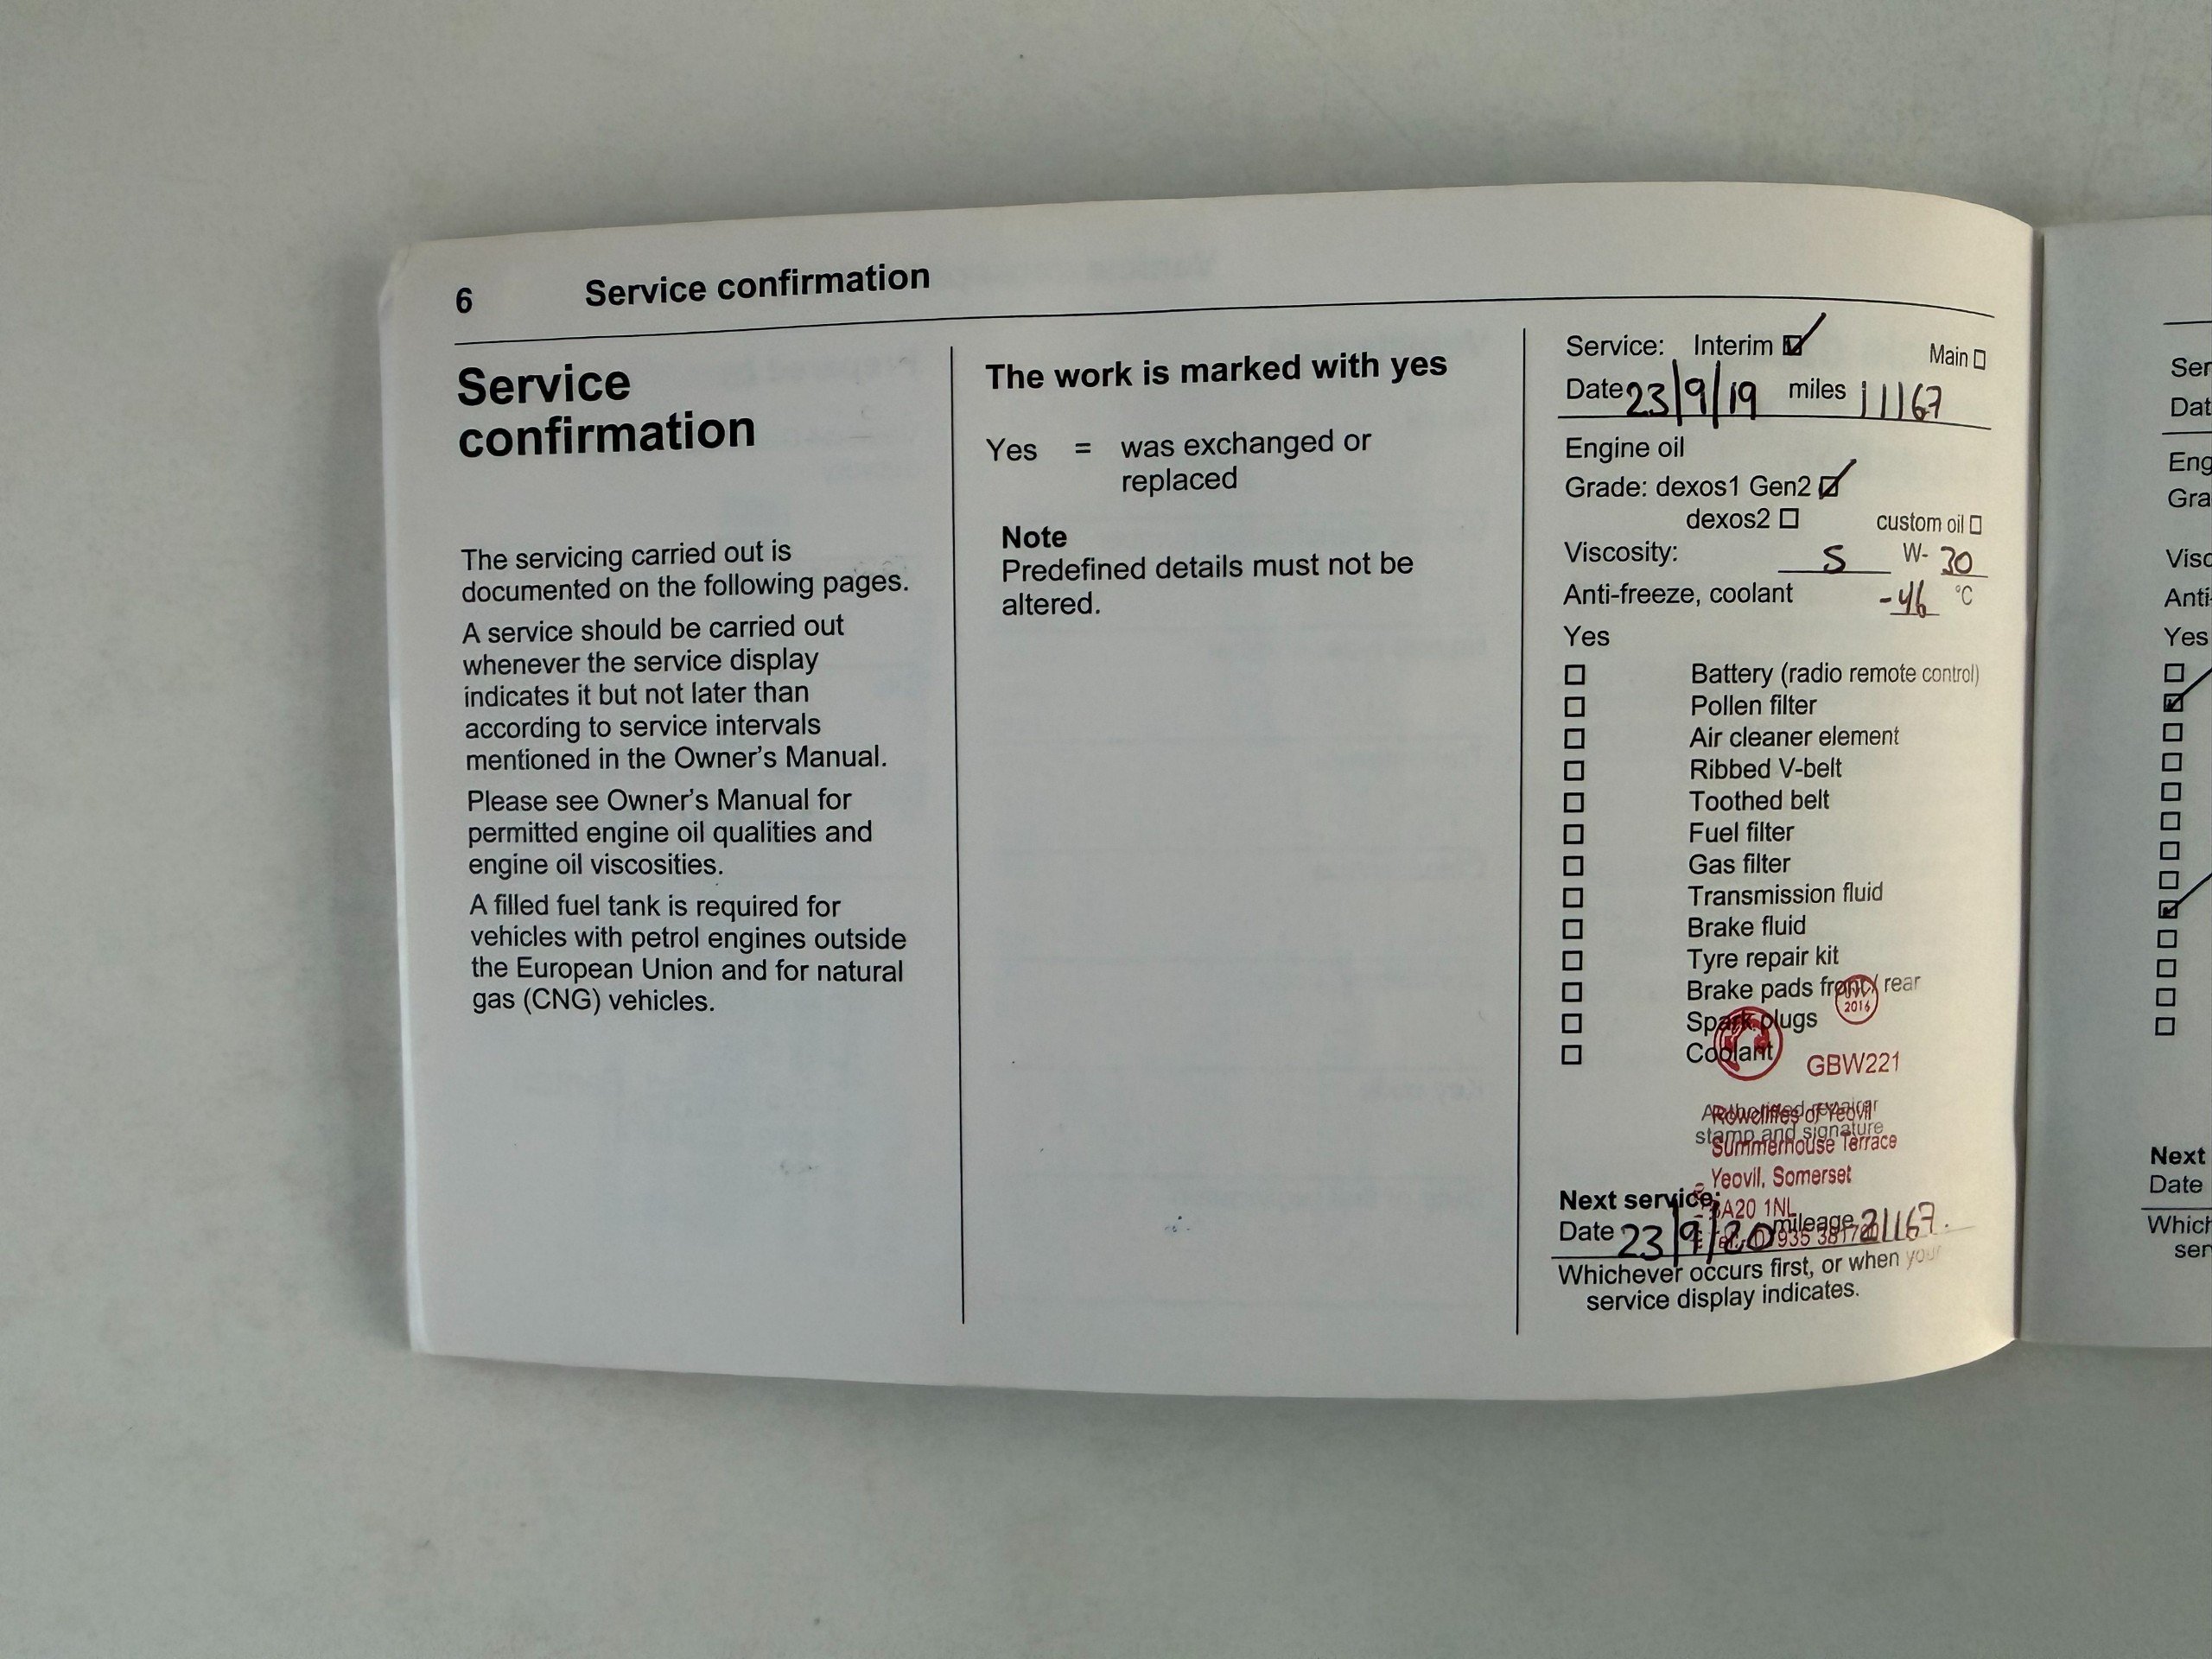 6 Service confirmation
Service
confirmation
The servicing carried out is
documented on the following pages.
A service should be carried out
whenever the service display
indicates it but not later than
according to service intervals
mentioned in the Owner's Manual.
Please see Owner's Manual for
permitted engine oil qualities and
engine oil viscosities.
A filled fuel tank is required for
vehicles with petrol engines outside
the European Union and for natural
gas (CNG) vehicles.
The work is marked with yes
Yes = was exchanged or
replaced
Note
Predefined details must not be
altered.
Service: Interim Main
Date 23/9/19 miles 11167
Engine oil
Grade: dexos1 Gen2
dexos2 custom oil
Viscosity: 5 W- 30
Anti-freeze, coolant -46 °C
Yes
Battery (radio remote control)
Pollen filter
Air cleaner element
Ribbed V-belt
Toothed belt
Fuel filter
Gas filter
Transmission fluid
Brake fluid
Tyre repair kit
Brake pads front / rear
Spark plugs
Coolant
2016
GBW221
Authorised repairer
stamp and signature
Rowcliffes of Yeovil
Summerhouse Terrace
Yeovil, Somerset
BA20 1NL
Next service:
Date 23/9/20 mileage 21167
Whichever occurs first, or when your
service display indicates.
Yes
Next
Date